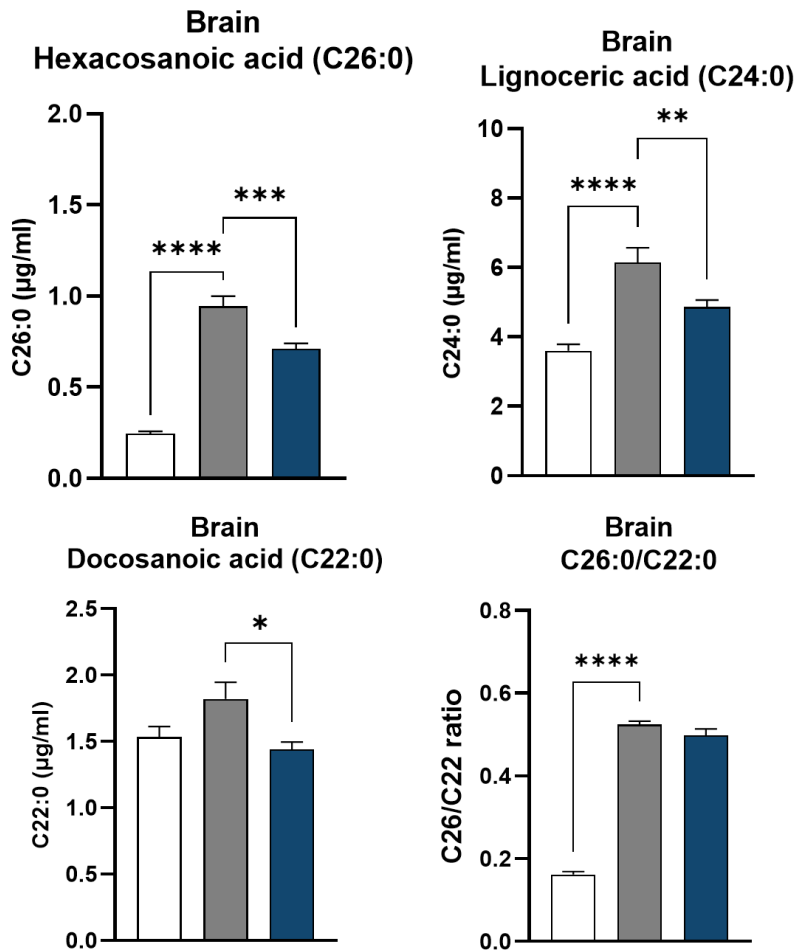 Brain
Hexacosanoic acid (C26:0)
2.0
1.5
1.0
0.5
0.0
C26:0 (µg/ml)
****
***
Brain
Lignoceric acid (C24:0)
10
8
6
4
2
0
C24:0 (µg/ml)
****
**
Brain
Docosanoic acid (C22:0)
2.5
2.0
1.5
1.0
0.5
0.0
C22:0 (µg/ml)
*
Brain
C26:0/C22:0
0.8
0.6
0.4
0.2
0.0
C26/C22 ratio
****